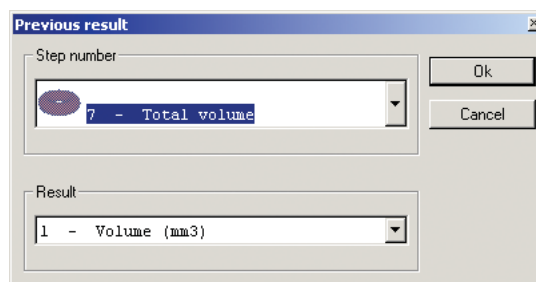 Previous result
Step number
7 - Total volume
Ok
Cancel
Result
1 - Volume (mm3)